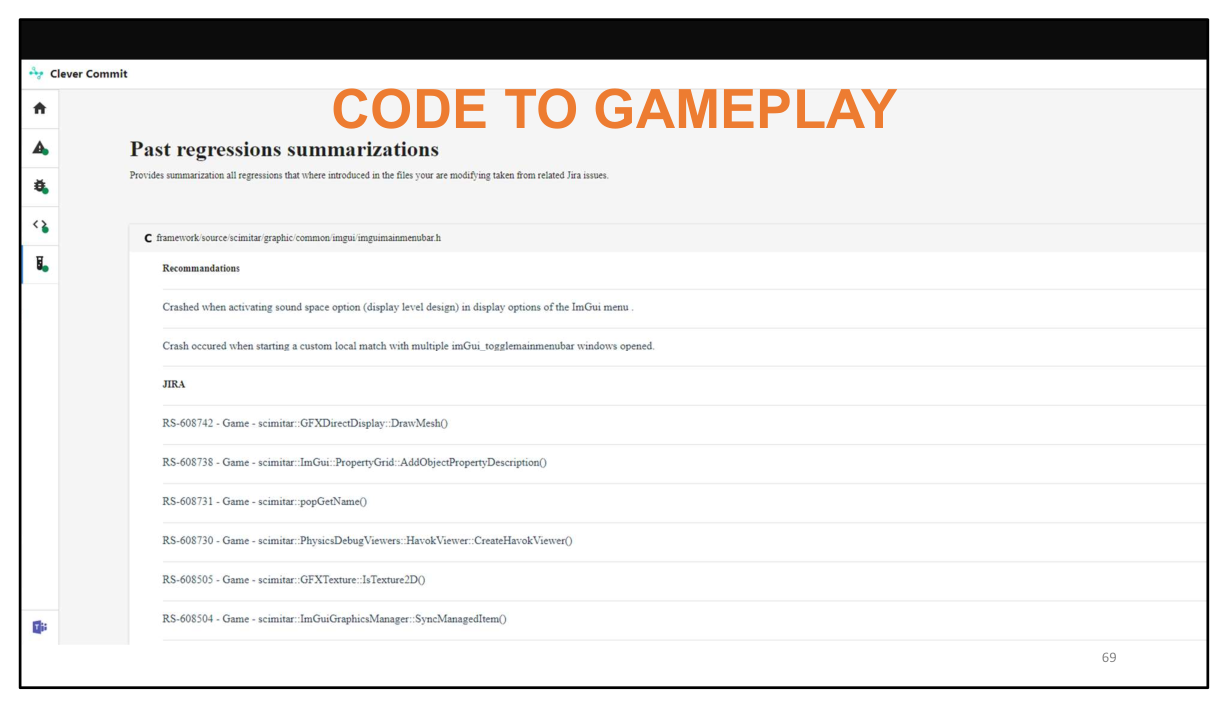 Clever Commit
CODE TO GAMEPLAY
Past regressions summarizations
Provides summarization all regressions that where introduced in the files your are modifying taken from related Jira issues.
C framework/source/scimitar/graphic/common/imgui/imguimainmenubar.h
Recommandations
Crashed when activating sound space option (display level design) in display options of the ImGui menu .
Crash occured when starting a custom local match with multiple imGui_togglemainmenubar windows opened.
JIRA
RS-608742 - Game - scimitar::GFXDirectDisplay::DrawMesh()
RS-608738 - Game - scimitar::ImGui::PropertyGrid::AddObjectPropertyDescription()
RS-608731 - Game - scimitar::popGetName()
RS-608730 - Game - scimitar::PhysicsDebugViewers::HavokViewer::CreateHavokViewer()
RS-608505 - Game - scimitar::GFXTexture::IsTexture2D()
RS-608504 - Game - scimitar::ImGuiGraphicsManager::SyncManagedItem()
69